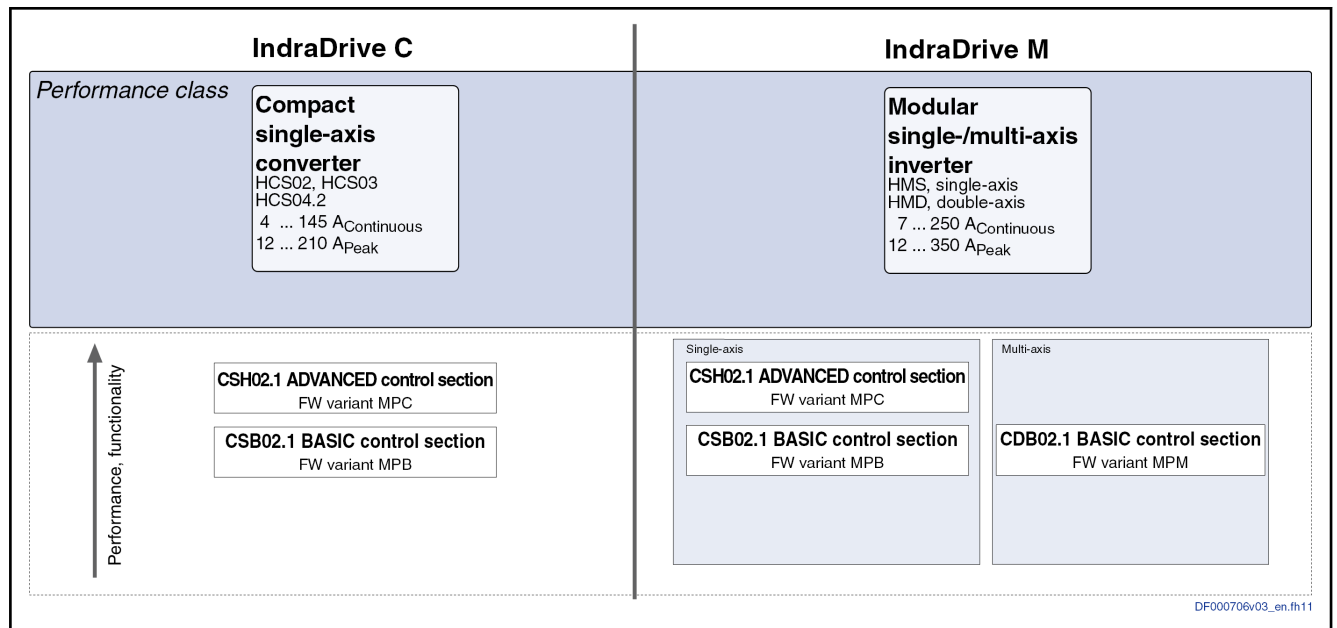 IndraDrive C
IndraDrive M
Performance class
Compact
single-axis
converter
HCS02, HCS03
HCS04.2
4 ... 145 AContinuous
12 ... 210 APeak
Modular
single-/multi-axis
inverter
HMS, single-axis
HMD, double-axis
7 ... 250 AContinuous
12 ... 350 APeak
Performance, functionality
CSH02.1 ADVANCED control section
FW variant MPC
CSB02.1 BASIC control section
FW variant MPB
Single-axis
CSH02.1 ADVANCED control section
FW variant MPC
CSB02.1 BASIC control section
FW variant MPB
Multi-axis
CDB02.1 BASIC control section
FW variant MPM
DF000706v03_en.fh11